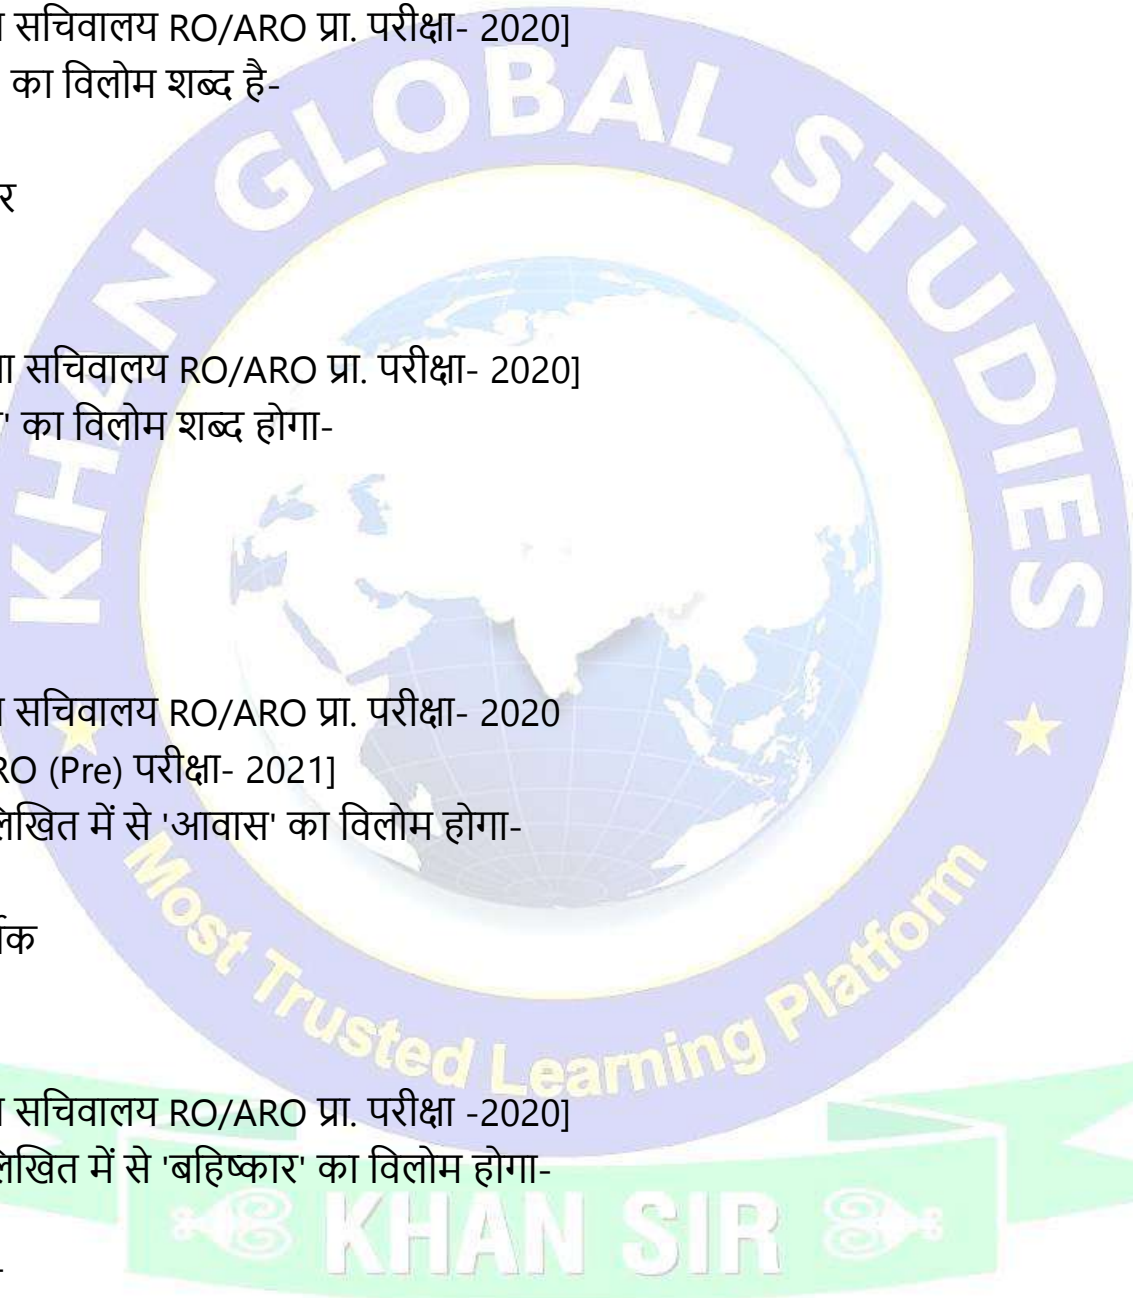 सचिवालय RO/ARO प्रा. परीक्षा- 2020]
का विलोम शब्द है-
र
सचिवालय RO/ARO प्रा. परीक्षा- 2020]
' का विलोम शब्द होगा-
सचिवालय RO/ARO प्रा. परीक्षा- 2020
RO (Pre) परीक्षा- 2021]
में से 'आवास' का विलोम होगा-
सचिवालय RO/ARO प्रा. परीक्षा -2020]
में से 'बहिष्कार' का विलोम होगा-
KHAN GLOBAL STUDIES
Most Trusted Learning Platform
KHAN SIR